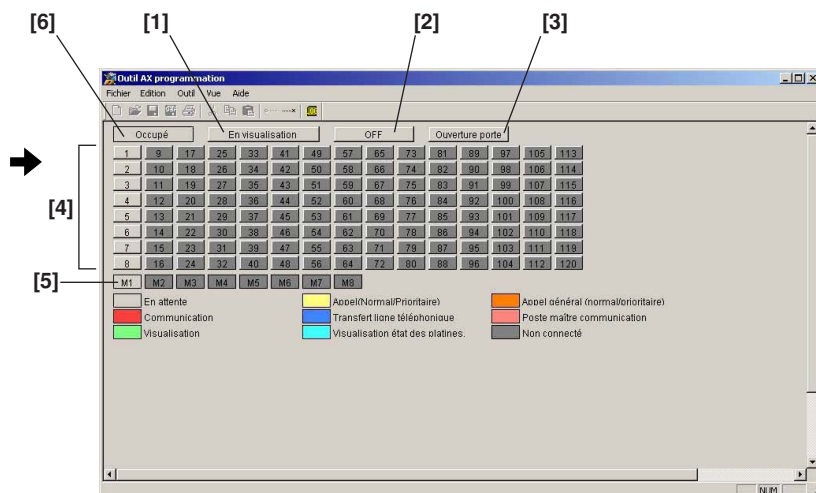 [6] [1] [2] [3]
Outil AX programmation
Fichier Edition Outil Vue Aide
Occupé En visualisation OFF Ouverture porte
1 9 17 25 33 41 49 57 65 73 81 89 97 105 113
2 10 18 26 34 42 50 58 66 74 82 90 98 106 114
3 11 19 27 35 43 51 59 67 75 83 91 99 107 115
[4] 4 12 20 28 36 44 52 60 68 76 84 92 100 108 116
5 13 21 29 37 45 53 61 69 77 85 93 101 109 117
6 14 22 30 38 46 54 62 70 78 86 94 102 110 118
7 15 23 31 39 47 55 63 71 79 87 95 103 111 119
8 16 24 32 40 48 56 64 72 80 88 96 104 112 120
[5] M1 M2 M3 M4 M5 M6 M7 M8
En attente Appel(Normal/Prioritaire) Appel général (normal/prioritaire)
Communication Transfert ligne téléphonique Poste maître communication
Visualisation Visualisation état des platines. Non connecté
NUM